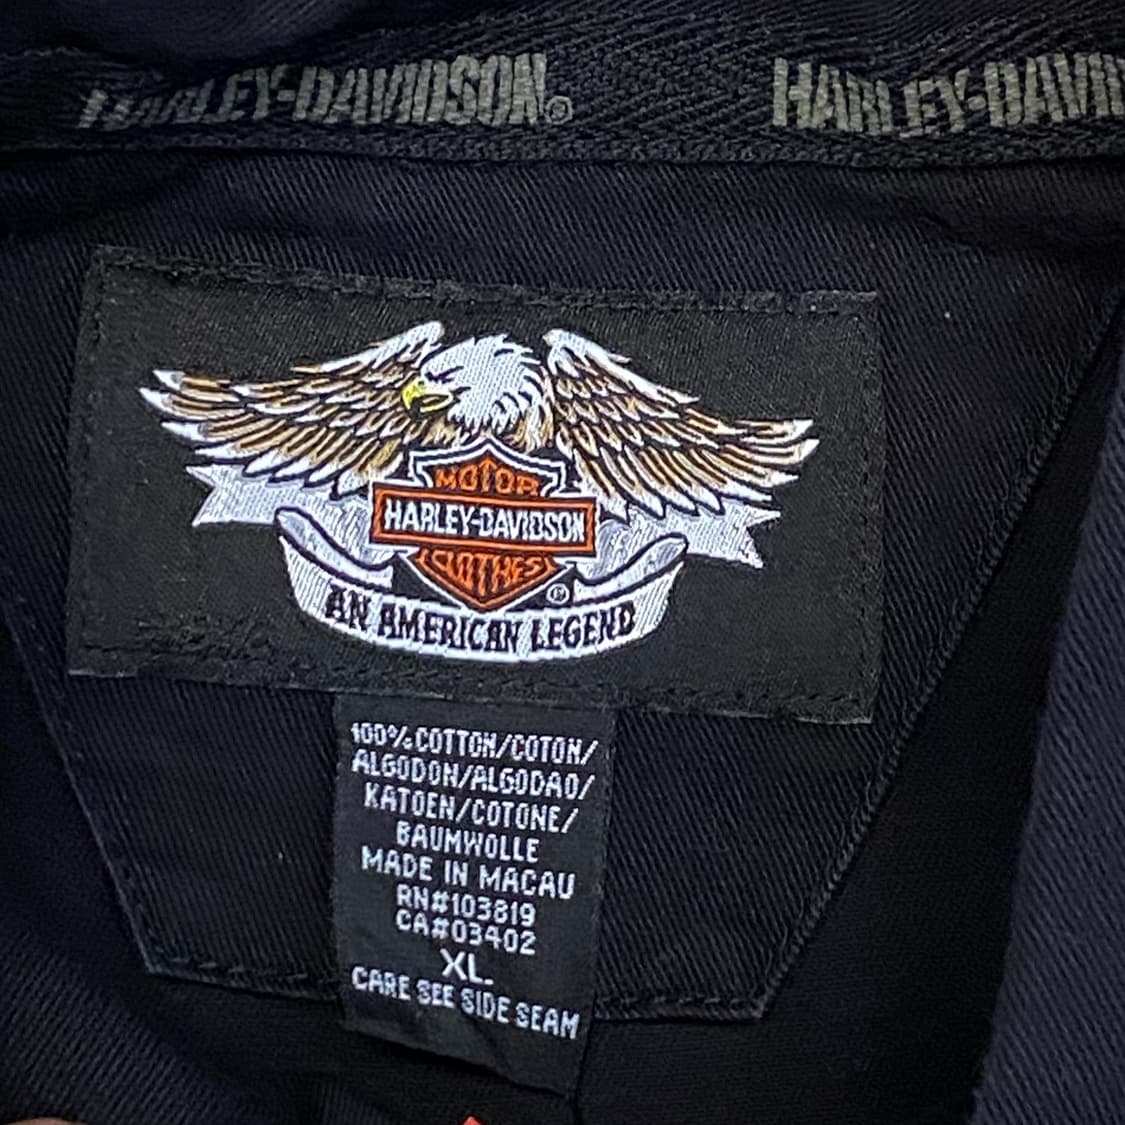 HARLEY-DAVIDSON® HARLEY-DAVID
MOTOR
HARLEY-DAVIDSON
CLOTHES
®
AN AMERICAN LEGEND
100% COTTON/COTON/
ALGODON/ALGODAO/
KATOEN/COTONE/
BAUMWOLLE
MADE IN MACAU
RN#103819
CA#03402
XL.
CARE SEE SIDE SEAM